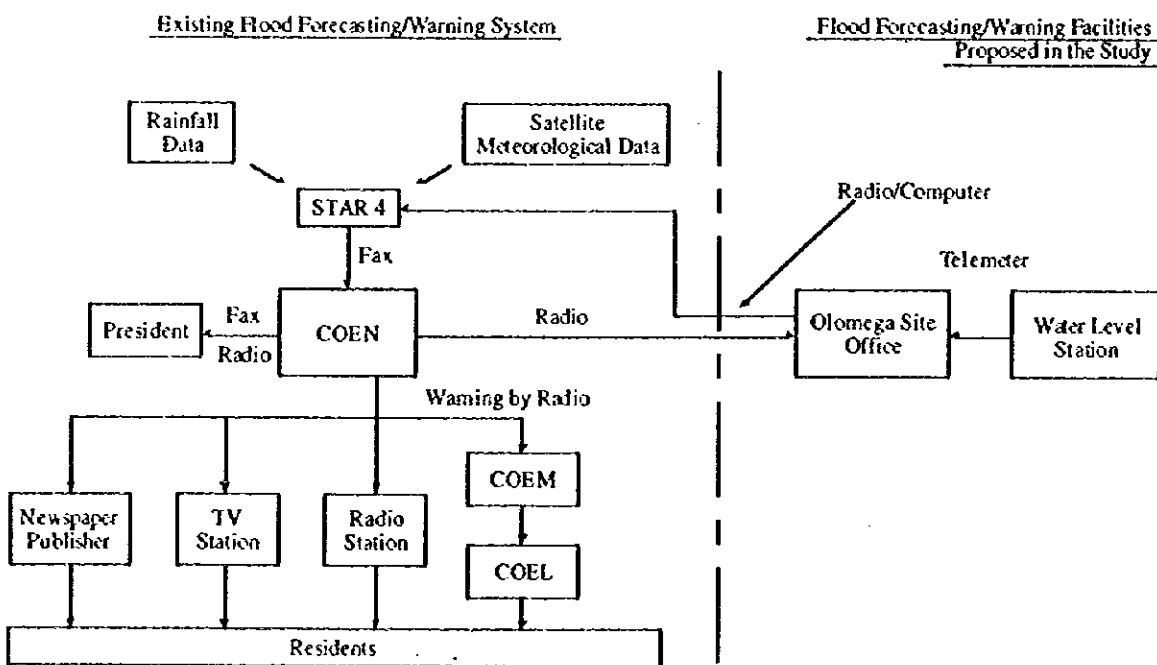 Existing Flood Forecasting/Warning System
Flood Forecasting/Warning Facilities
Proposed in the Study
Rainfall
Data
Satellite
Meteorological Data
STAR 4
Radio/Computer
Fax
Telemeter
President
Fax
Radio
COEN
Radio
Olomega Site
Office
Water Level
Station
Warning by Radio
COEM
Newspaper
Publisher
TV
Station
Radio
Station
COEL
Residents